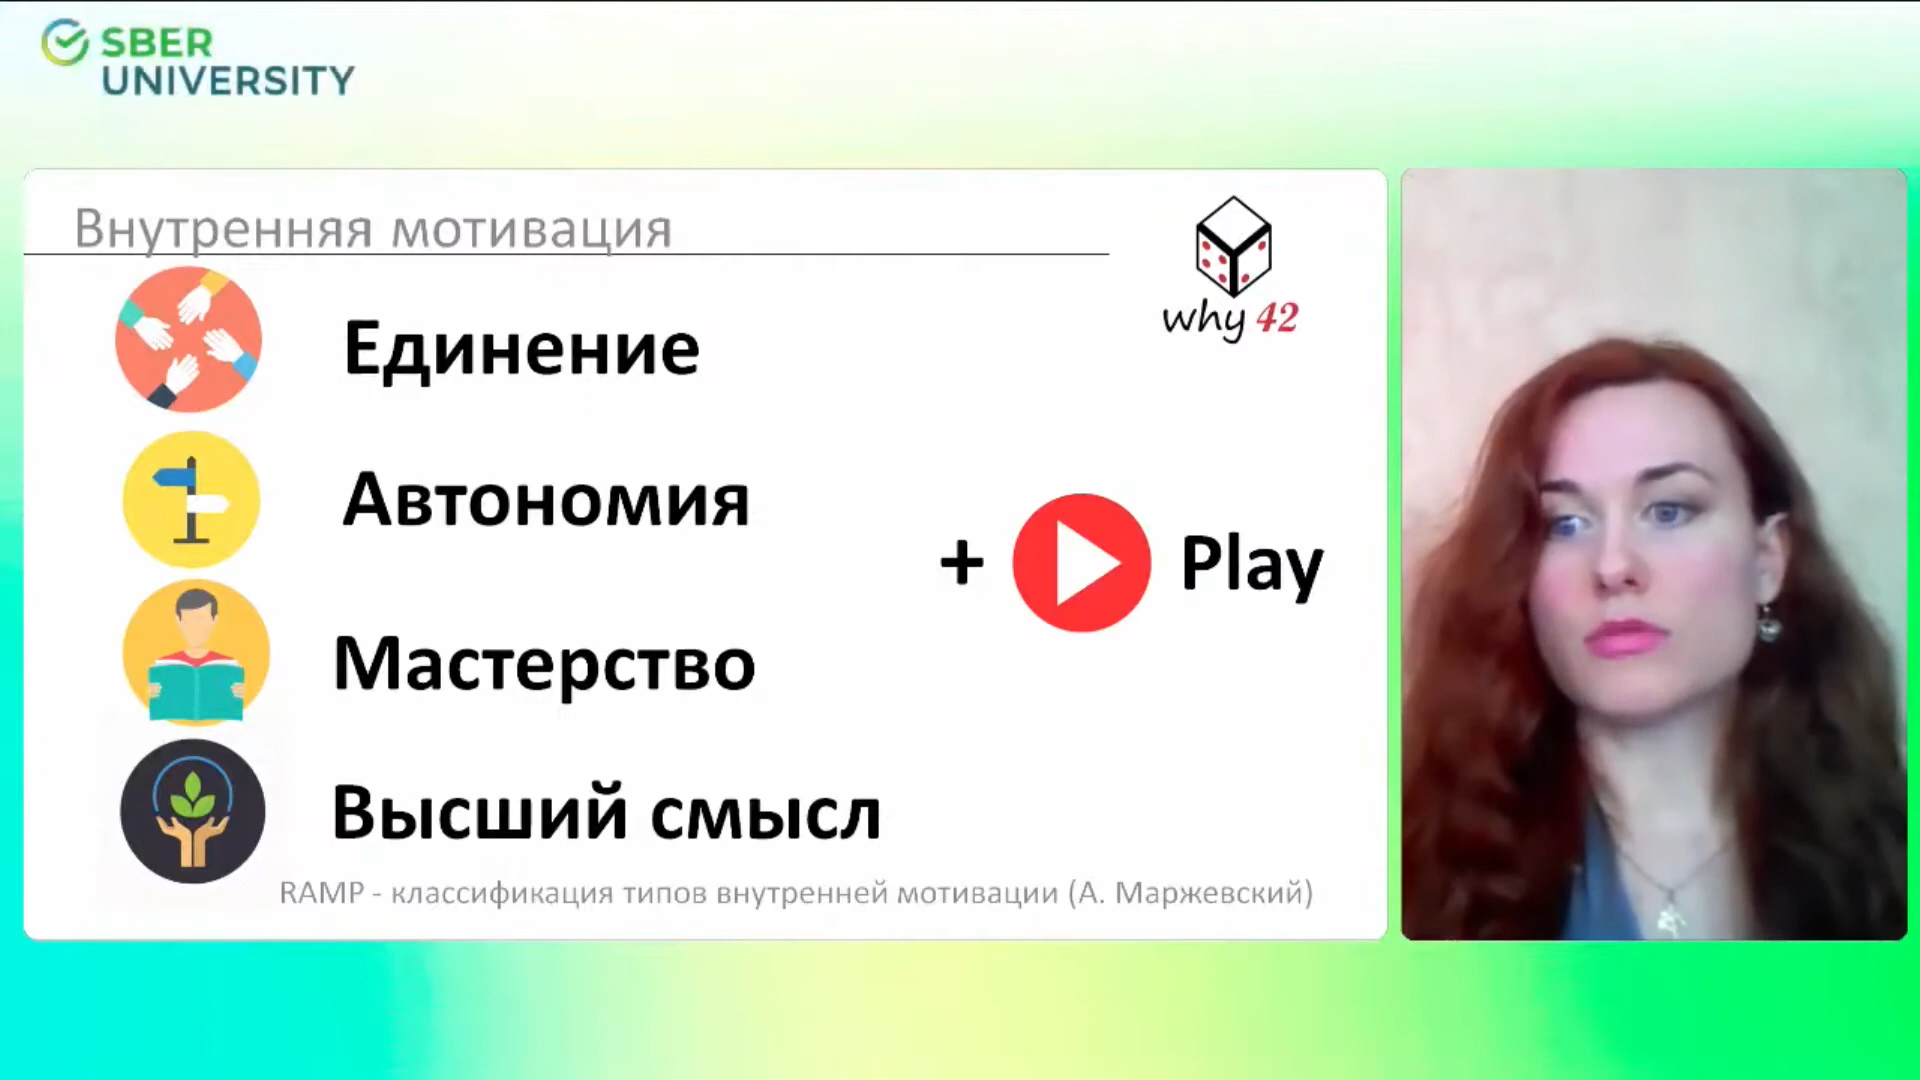 SBER
UNIVERSITY
Внутренняя мотивация
why 42
Единение
Автономия
+ Play
Мастерство
Высший смысл
RAMP - классификация типов внутренней мотивации (А. Маржевский)